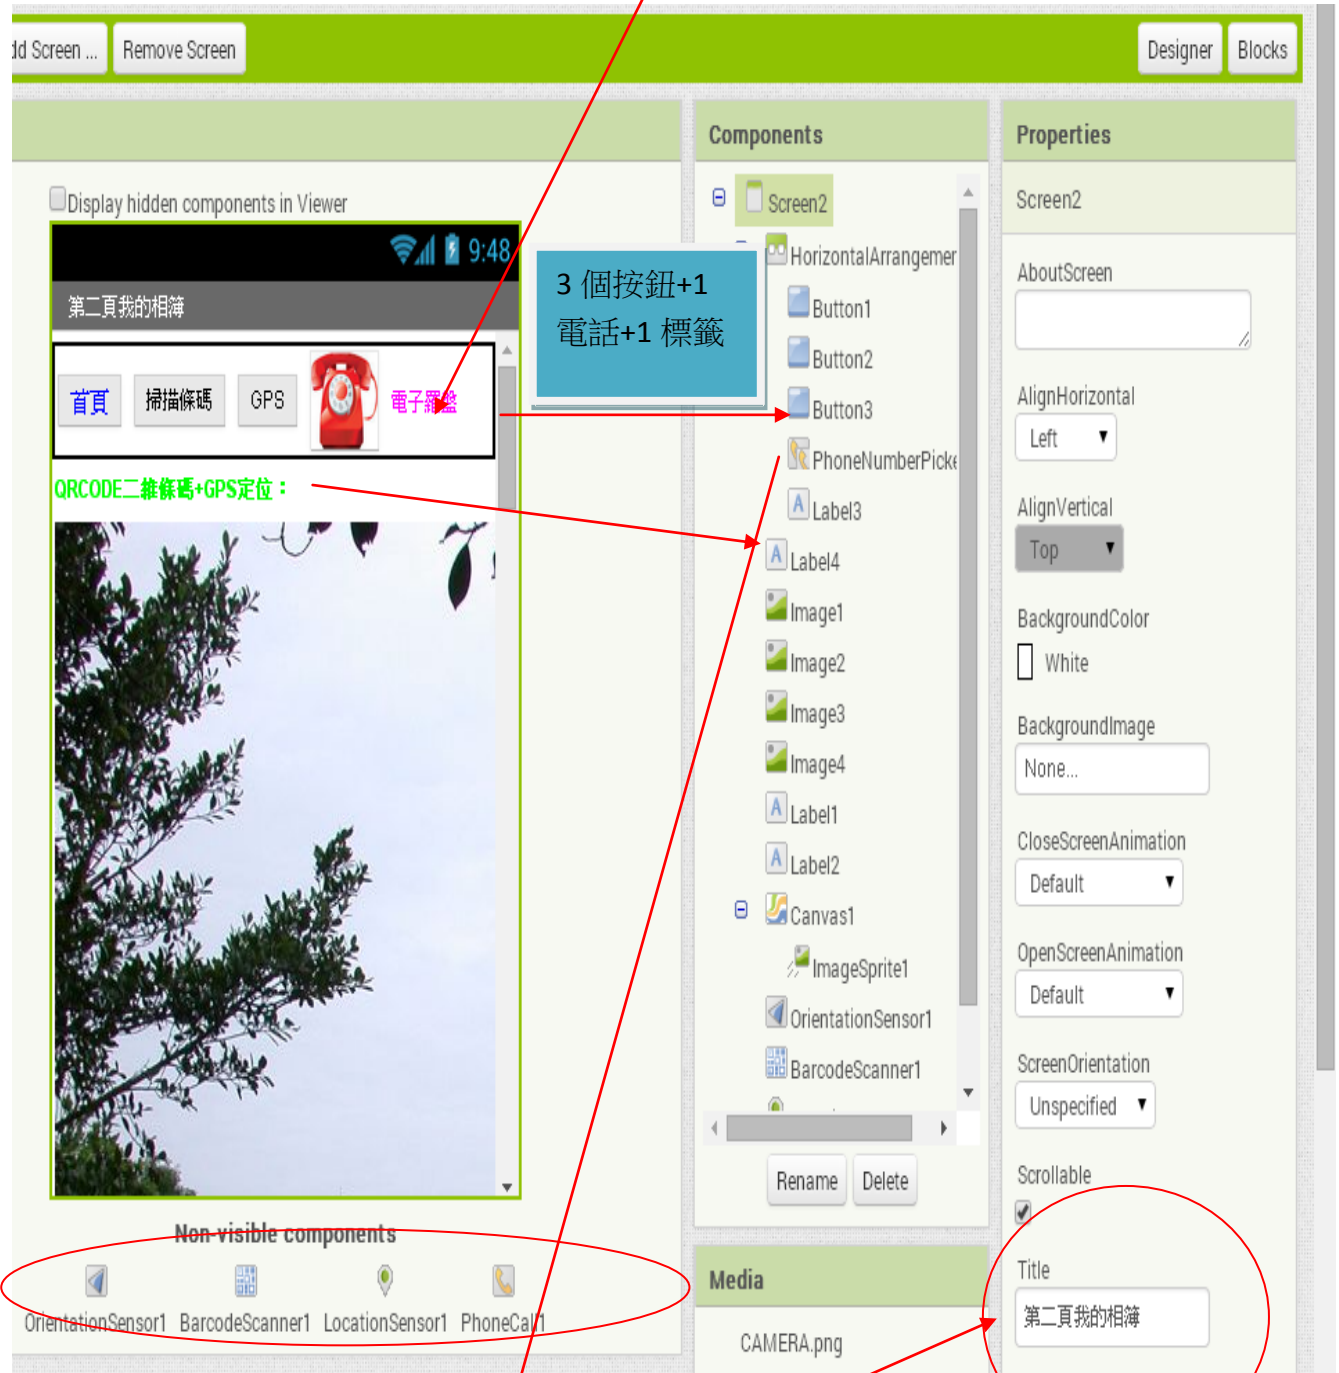 dd Screen ...
Remove Screen
Designer
Blocks
Components
Properties
Display hidden components in Viewer
Screen2
Screen2
9:48
HorizontalArrangemen
3 個按鈕+1
電話+1 標籤
AboutScreen
第二頁我的相簿
Button1
Button2
首頁
掃描條碼
GPS
電子羅盤
Button3
AlignHorizontal
Left
PhoneNumberPicke
QRCODE二維條碼+GPS定位：
Label3
AlignVertical
Top
Label4
Image1
BackgroundColor
White
Image2
Image3
BackgroundImage
None...
Image4
Label1
Label2
CloseScreenAnimation
Default
Canvas1
ImageSprite1
OpenScreenAnimation
Default
OrientationSensor1
BarcodeScanner1
ScreenOrientation
Unspecified
Rename
Delete
Scrollable
Non-visible components
Media
Title
第二頁我的相簿
OrientationSensor1
BarcodeScanner1
LocationSensor1
PhoneCall1
CAMERA.png